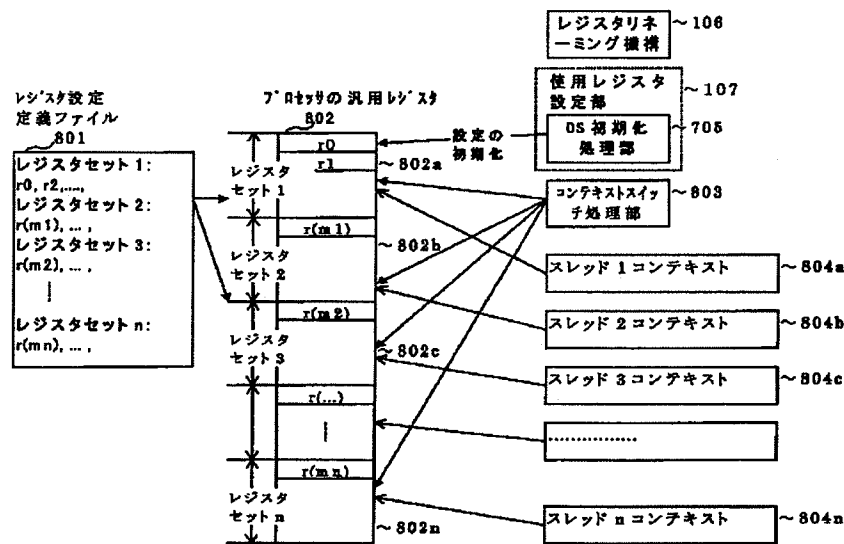 レジスタ設定
定義ファイル
801
レジスタセット1:
r0, r2,....,
レジスタセット2:
r(m1), ... ,
レジスタセット3:
r(m2), ... ,
レジスタセットn:
r(mn), ... ,
プロセッサの汎用レジスタ
802
r0
r1
～802a
レジスタ
セット1
r(m1)
802b
レジスタ
セット2
r(m2)
～802c
レジスタ
セット3
r(...)
r(mn)
レジスタ
セットn
～802n
設定の
初期化
レジスタリネ
ーミング機構
～106
使用レジスタ
設定部
～107
OS初期化
処理部
～705
コンテキストスイッ
チ処理部
～803
スレッド1コンテキスト
～804a
スレッド2コンテキスト
～804b
スレッド3コンテキスト
～804c
................
スレッドnコンテキスト
～804n